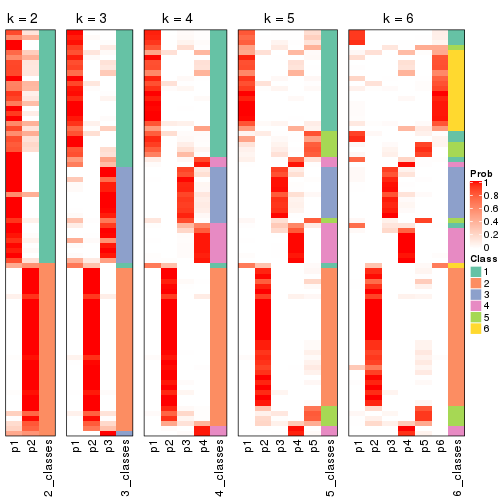 k = 2
k = 3
k = 4
k = 5
k = 6
Prob
1
0.8
0.6
0.4
0.2
0
Class
1
2
3
4
5
6
p1
p2
2_classes
p1
p2
p3
3_classes
p1
p2
p3
p4
4_classes
p1
p2
p3
p4
p5
5_classes
p1
p2
p3
p4
p5
p6
6_classes